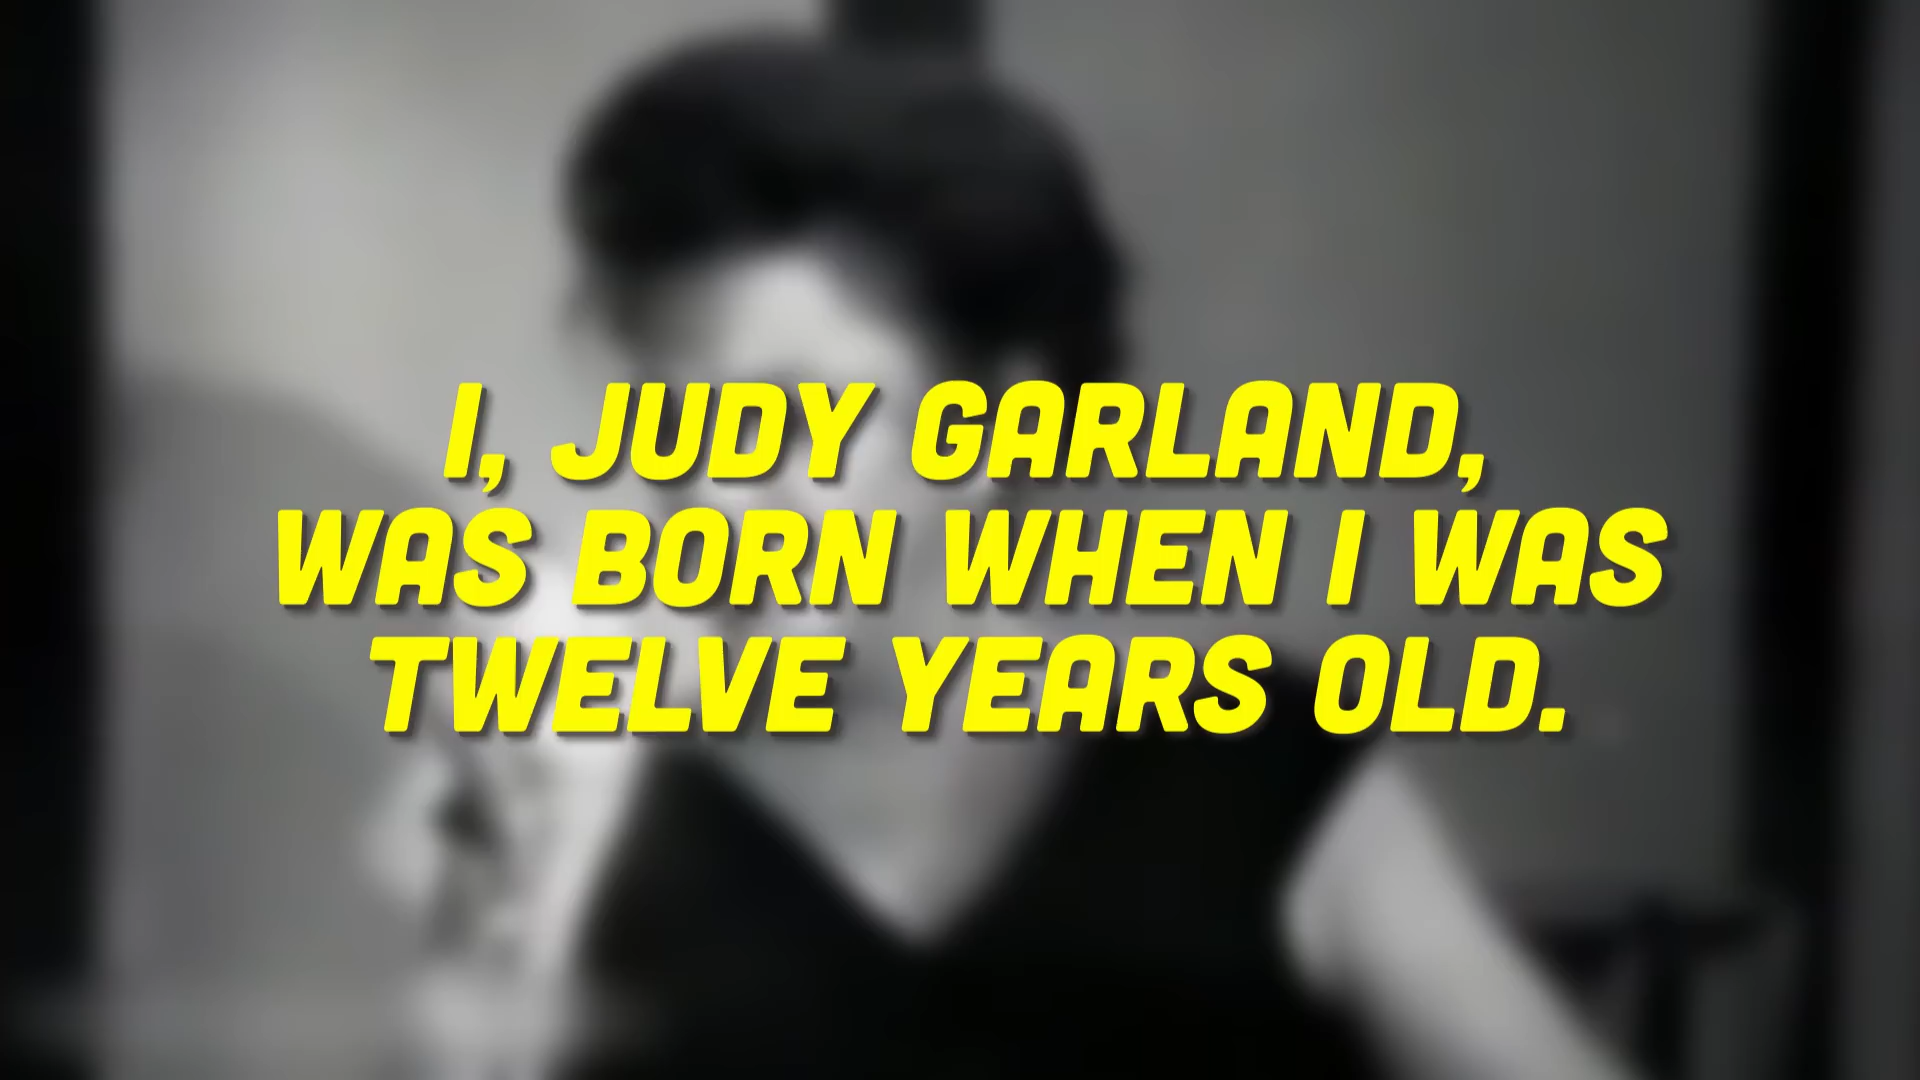 I, JUDY GARLAND,
WAS BORN WHEN I WAS
TWELVE YEARS OLD.